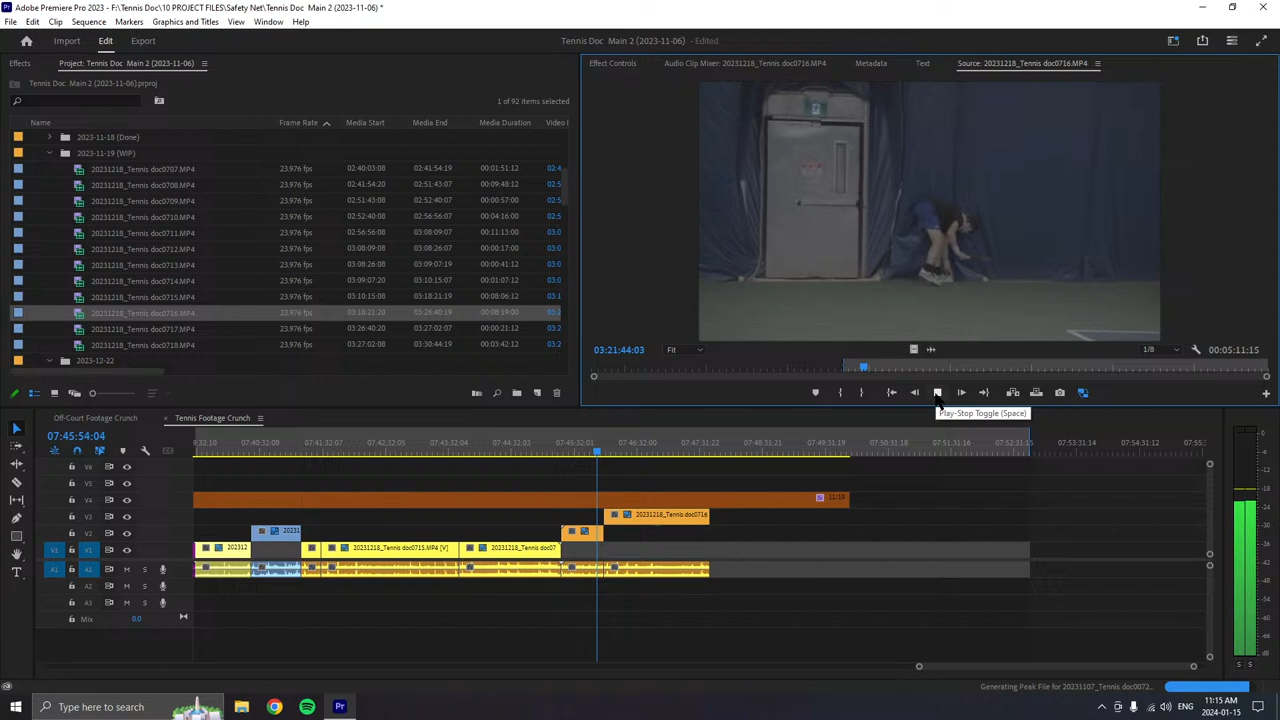 Adobe Premiere Pro 2023 - F:\Tennis Doc\10 PROJECT FILES\Safety Net\Tennis Doc Main 2 (2023-11-06) *
File Edit Clip Sequence Markers Graphics and Titles View Window Help
Import Edit Export
Tennis Doc Main 2 (2023-11-06) - Edited
Effects Project: Tennis Doc Main 2 (2023-11-06)
Effect Controls Audio Clip Mixer: 20231218_Tennis doc0716.MP4 Metadata Text Source: 20231218_Tennis doc0716.MP4
Tennis Doc Main 2 (2023-11-06).prproj
1 of 92 items selected
Name Frame Rate Media Start Media End Media Duration Video I
2023-11-18 (Done)
2023-11-19 (WIP)
20231218_Tennis doc0707.MP4 23.976 fps 02:40:03:08 02:41:54:19 00:01:51:12 02:4
20231218_Tennis doc0708.MP4 23.976 fps 02:41:54:20 02:51:43:07 00:09:48:12 02:5
20231218_Tennis doc0709.MP4 23.976 fps 02:51:43:08 02:52:40:07 00:00:57:00 02:5
20231218_Tennis doc0710.MP4 23.976 fps 02:52:40:08 02:56:56:07 00:04:16:00 02:5
20231218_Tennis doc0711.MP4 23.976 fps 02:56:56:08 03:08:09:07 00:11:13:00 02:5
20231218_Tennis doc0712.MP4 23.976 fps 03:08:09:08 03:08:26:07 00:00:17:00 03:0
20231218_Tennis doc0713.MP4 23.976 fps 03:08:26:08 03:09:07:19 00:00:41:12 03:0
20231218_Tennis doc0714.MP4 23.976 fps 03:09:07:20 03:10:15:07 00:01:07:12 03:0
20231218_Tennis doc0715.MP4 23.976 fps 03:10:15:08 03:18:21:19 00:08:06:12 03:1
20231218_Tennis doc0716.MP4 23.976 fps 03:18:21:20 03:26:40:19 00:08:19:00 03:2
20231218_Tennis doc0717.MP4 23.976 fps 03:26:40:20 03:27:02:07 00:00:21:12 03:2
20231218_Tennis doc0718.MP4 23.976 fps 03:27:02:08 03:30:44:19 00:03:42:12 03:2
2023-12-22
03:21:44:03 Fit 1/8 00:05:11:15
Play-Stop Toggle (Space)
Off-Court Footage Crunch × Tennis Footage Crunch
07:45:54:04
:9:32:10 07:40:32:08 07:41:32:07 07:42:32:05 07:43:32:04 07:44:32:03 07:45:32:01 07:46:32:00 07:47:31:22 07:48:31:21 07:49:31:19 07:50:31:18 07:51:31:16 07:52:31:15 07:53:31:14 07:54:31:12 07:55:
V6
V5
V4 11/19
V3 20231218_Tennis doc0716
V2 20231
V1 V1 202312 20231218_Tennis doc0715.MP4 [V] 20231218_Tennis doc07
A1 A1 M S
A2 M S
A3 M S
Mix 0.0
0
-6
-12
-18
-24
-30
-36
-42
-48
-54
dB
S S
Generating Peak File for 20231107_Tennis doc0072...
Type here to search
ENG
11:15 AM
2024-01-15